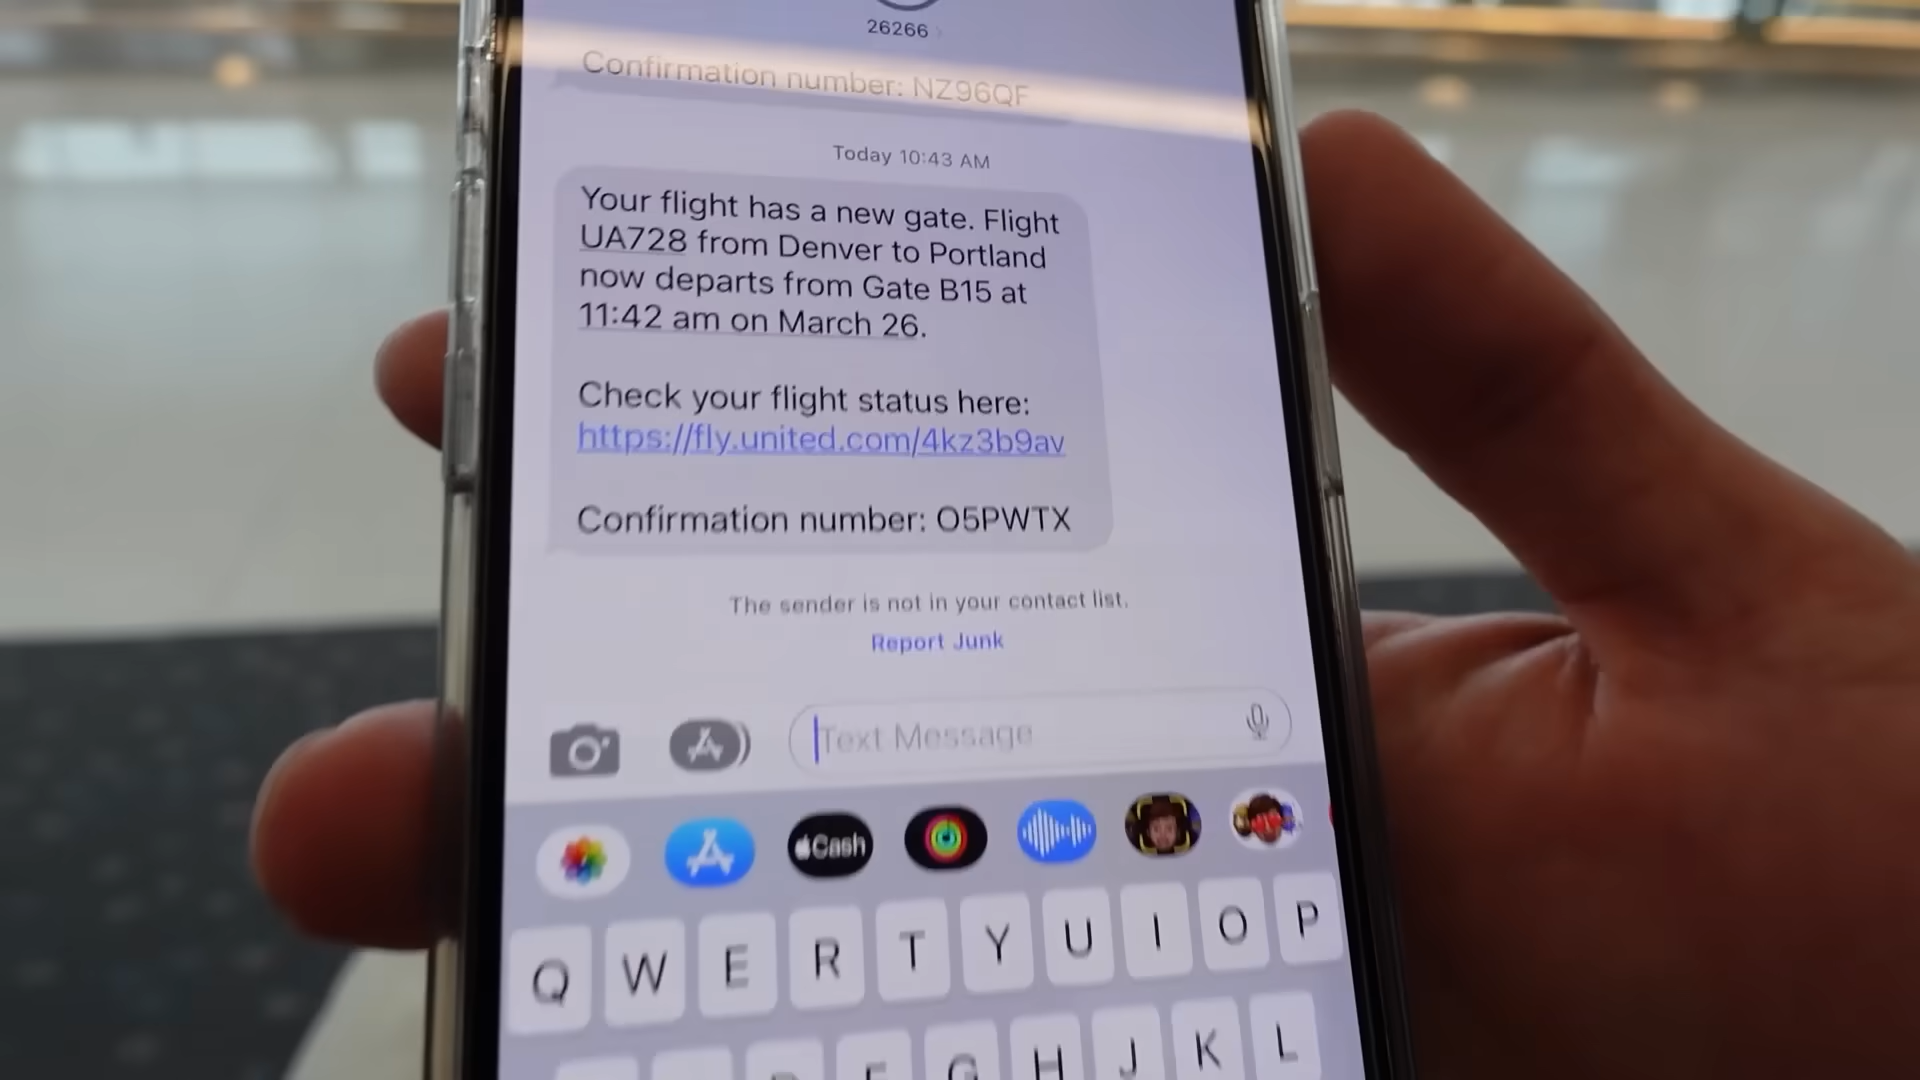 26266
Confirmation number: NZ96QF
Today 10:43 AM
Your flight has a new gate. Flight
UA728 from Denver to Portland
now departs from Gate B15 at
11:42 am on March 26.
Check your flight status here:
https://fly.united.com/4kz3b9av
Confirmation number: O5PWTX
The sender is not in your contact list.
Report Junk
Text Message
Cash
Q W E R T Y U I O P
G H J K L